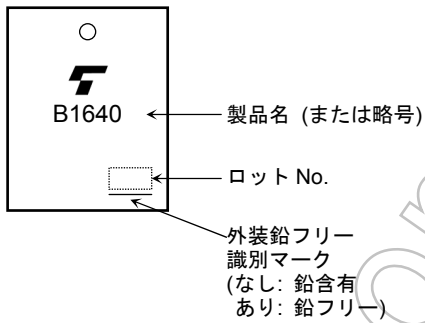 B1640
製品名 (または略号)
ロット No.
外装鉛フリー
識別マーク
(なし: 鉛含有
あり: 鉛フリー)